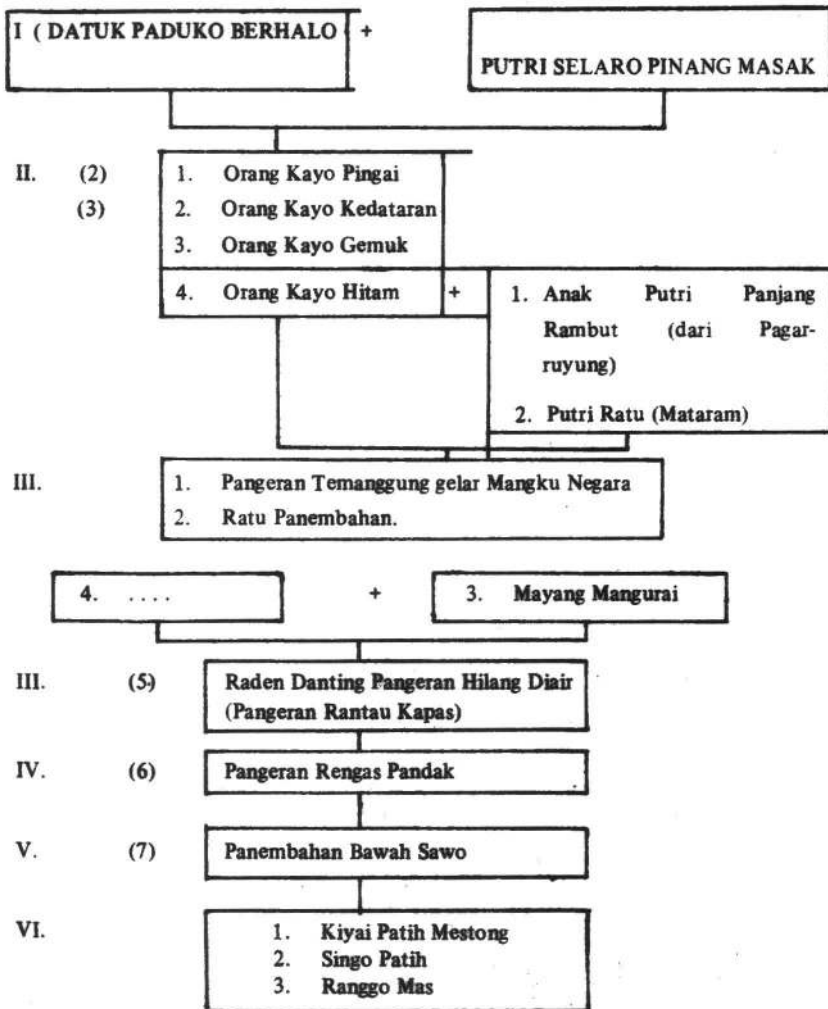 I ( DATUK PADUKO BERHALO +
PUTRI SELARO PINANG MASAK
II. (2) 1. Orang Kayo Pingai
(3) 2. Orang Kayo Kedataran
3. Orang Kayo Gemuk
4. Orang Kayo Hitam +
1. Anak Putri Panjang
Rambut (dari Pagar-
ruyung)
2. Putri Ratu (Mataram)
III. 1. Pangeran Temanggung gelar Mangku Negara
2. Ratu Panembahan.
4. .... + 3. Mayang Mangurai
III. (5) Raden Danting Pangeran Hilang Diair
(Pangeran Rantau Kapas)
IV. (6) Pangeran Rengas Pandak
V. (7) Panembahan Bawah Sawo
VI. 1. Kiyai Patih Mestong
2. Singo Patih
3. Ranggo Mas